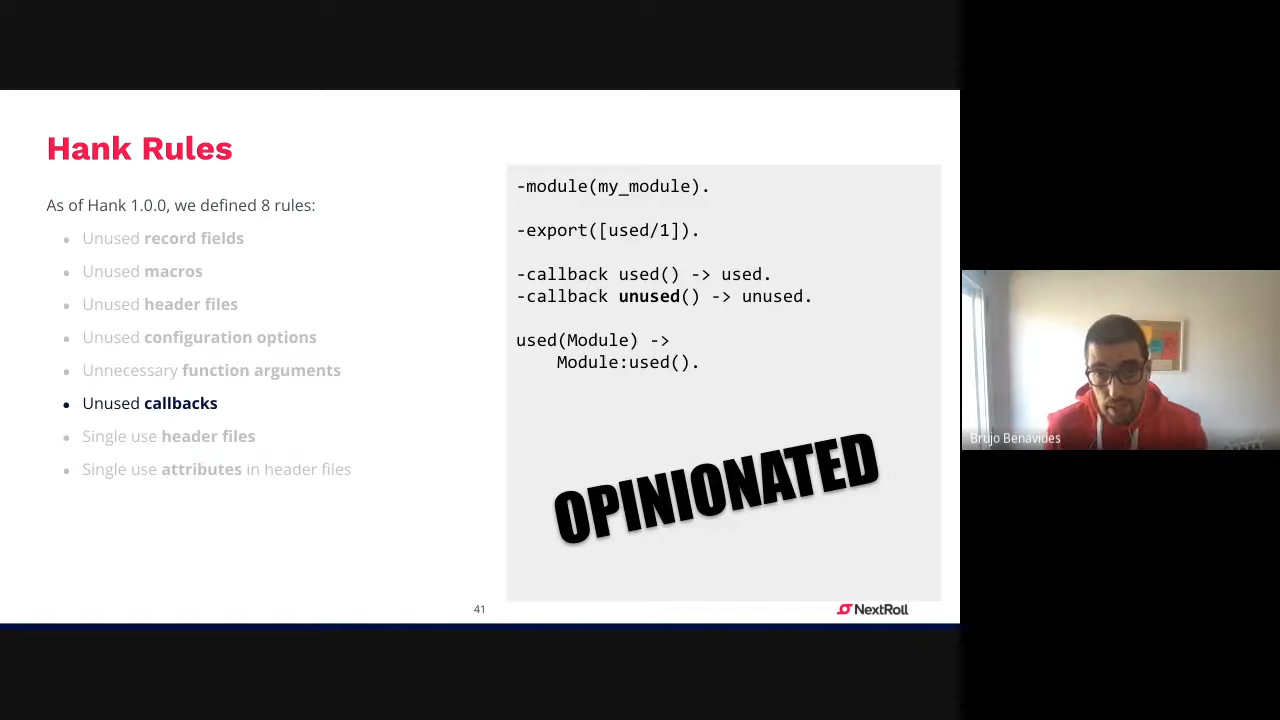 Hank Rules
As of Hank 1.0.0, we defined 8 rules:
• Unused record fields
• Unused macros
• Unused header files
• Unused configuration options
• Unnecessary function arguments
• Unused callbacks
• Single use header files
• Single use attributes in header files
-module(my_module).
-export([used/1]).
-callback used() -> used.
-callback unused() -> unused.
used(Module) ->
Module:used().
OPINIONATED
41
NextRoll
Brujo Benavides